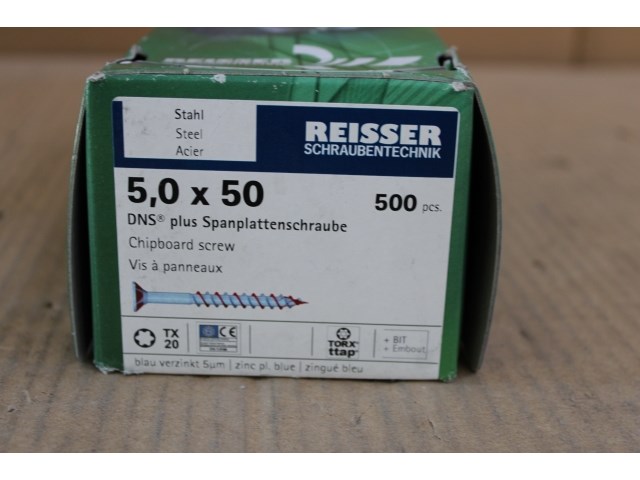 REISSER
Stahl
Steel
Acier
REISSER
SCHRAUBENTECHNIK
5,0 x 50
500 pcs.
DNS® plus Spanplattenschraube
Chipboard screw
Vis à panneaux
TX
20
CE
TORX®
ttap®
+ BIT
+ Embout
blau verzinkt 5µm | zinc pl. blue | zingué bleu